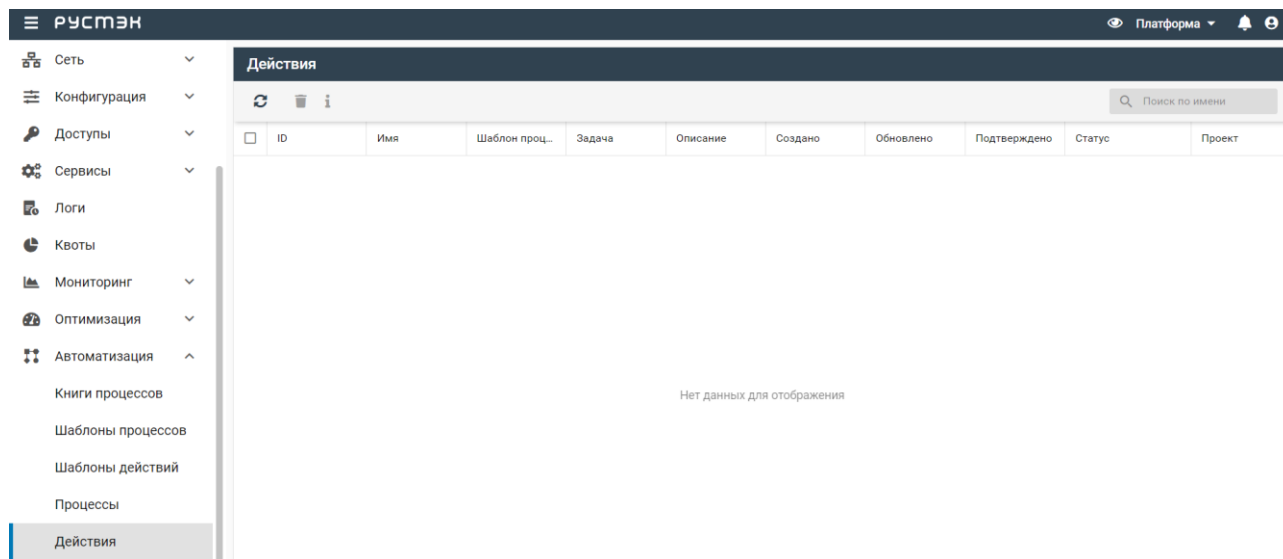 РУСТЭК
Платформа
Сеть
Конфигурация
Доступы
Сервисы
Логи
Квоты
Мониторинг
Оптимизация
Автоматизация
Книги процессов
Шаблоны процессов
Шаблоны действий
Процессы
Действия
Действия
Поиск по имени
ID Имя Шаблон проц... Задача Описание Создано Обновлено Подтверждено Статус Проект
Нет данных для отображения